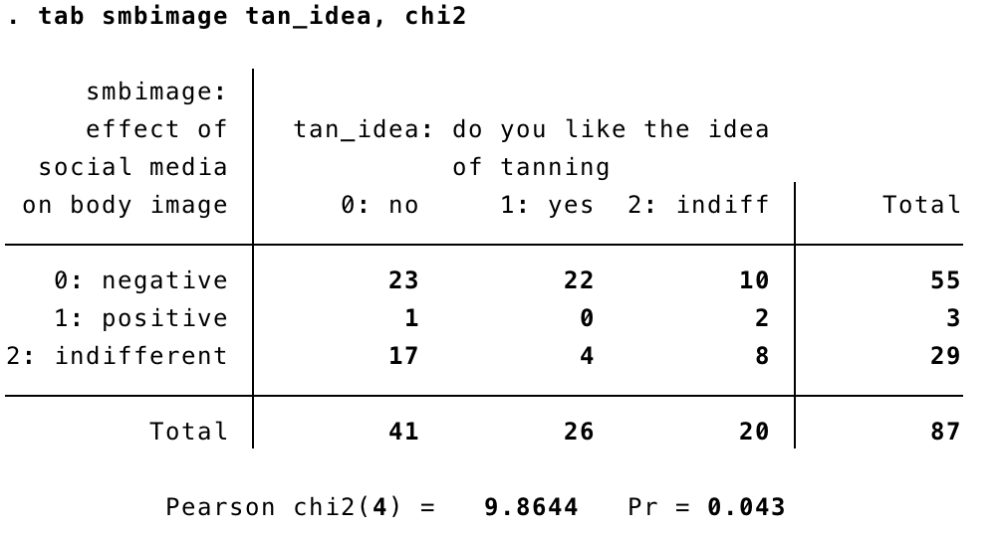 . tab smbimage tan_idea, chi2
smbimage:
effect of tan_idea: do you like the idea
social media of tanning
on body image 0: no 1: yes 2: indiff Total
0: negative 23 22 10 55
1: positive 1 0 2 3
2: indifferent 17 4 8 29
Total 41 26 20 87
Pearson chi2(4) = 9.8644 Pr = 0.043